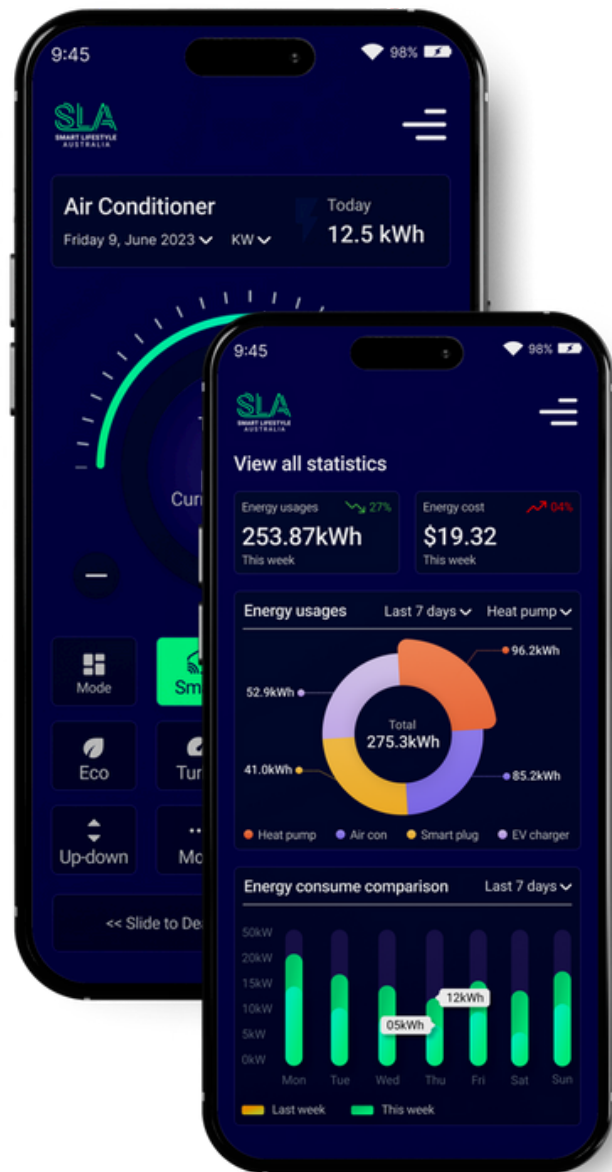 9:45
98%
SLA
SMART LIFESTYLE
AUSTRALIA
Air Conditioner
Friday 9, June 2023
KW
Today
12.5 kWh
Mode
Eco
Up-down
<< Slide to
9:45
98%
SLA
SMART LIFESTYLE
AUSTRALIA
View all statistics
Energy usages
27%
253.87kWh
This week
Energy cost
04%
$19.32
This week
Energy usages
Last 7 days
Heat pump
96.2kWh
52.9kWh
Total
275.3kWh
41.0kWh
85.2kWh
Heat pump
Air con
Smart plug
EV charger
Energy consume comparison
Last 7 days
50kW
20kW
15kW
10kW
5kW
0kW
12kWh
05kWh
Mon
Tue
Wed
Thu
Fri
Sat
Sun
Last week
This week